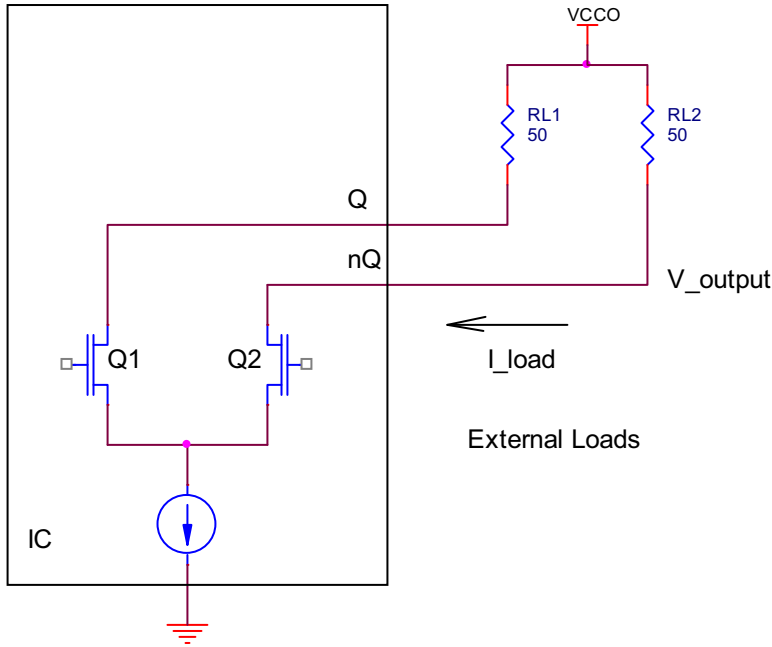 VCCO
RL1
50
RL2
50
Q
nQ
V_output
Q1
Q2
I_load
External Loads
IC